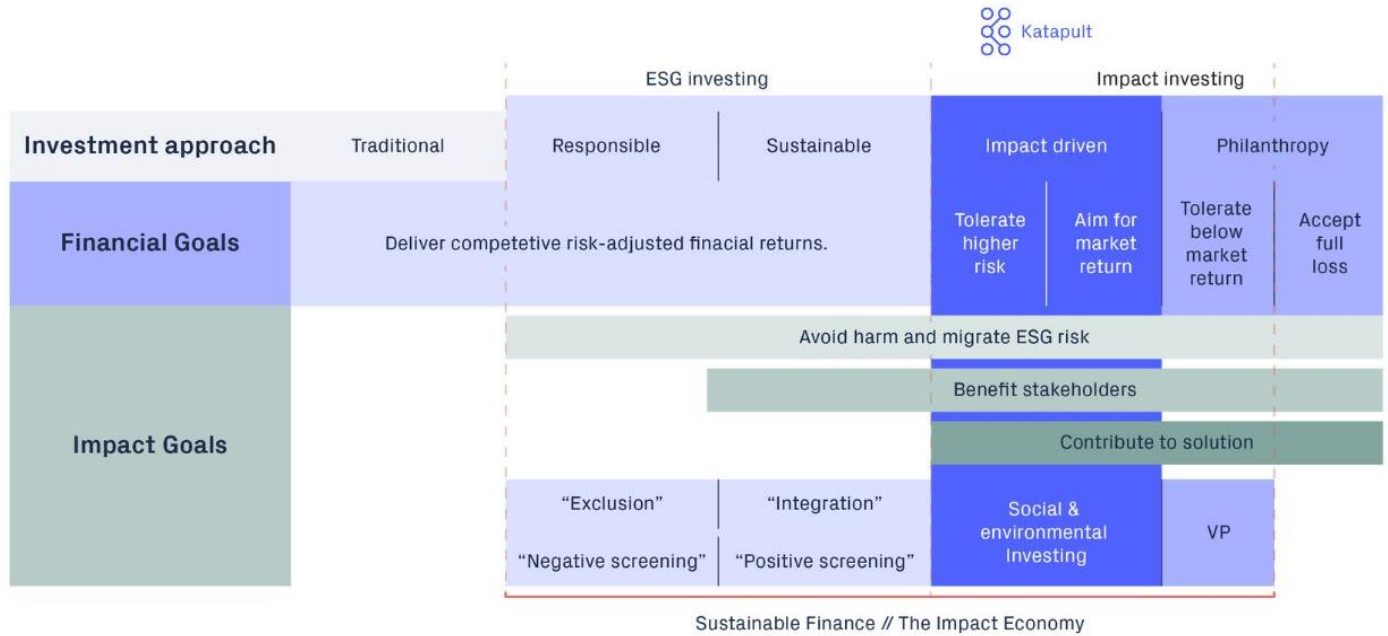 Katapult
ESG investing
Impact investing
Investment approach
Traditional
Responsible
Sustainable
Impact driven
Philanthropy
Financial Goals
Deliver competetive risk-adjusted finacial returns.
Tolerate
higher
risk
Aim for
market
return
Tolerate
below
market
return
Accept
full
loss
Impact Goals
Avoid harm and migrate ESG risk
Benefit stakeholders
Contribute to solution
“Exclusion”
“Integration”
“Negative screening”
“Positive screening”
Social &
environmental
Investing
VP
Sustainable Finance // The Impact Economy